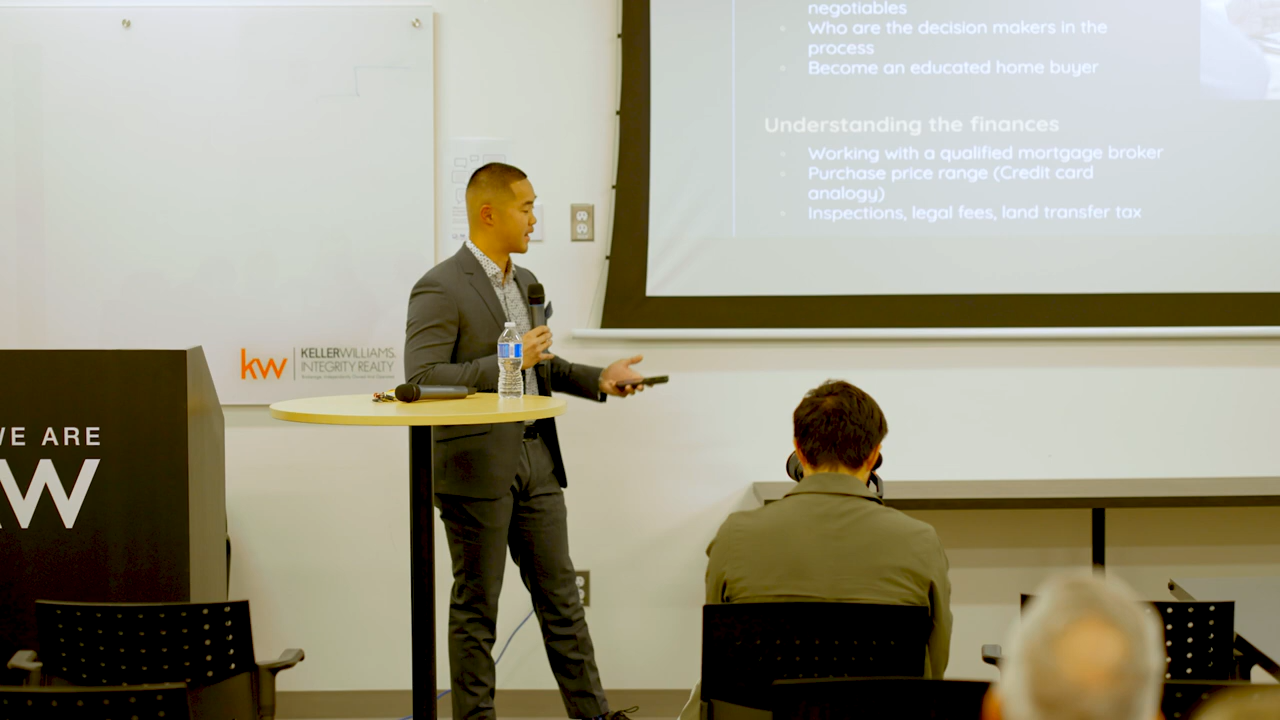 negotiables
Who are the decision makers in the
process
Become an educated home buyer
Understanding the finances
Working with a qualified mortgage broker
Purchase price range (Credit card
analogy)
Inspections, legal fees, land transfer tax
kw
KELLERWILLIAMS.
INTEGRITY REALTY
WE ARE
KW